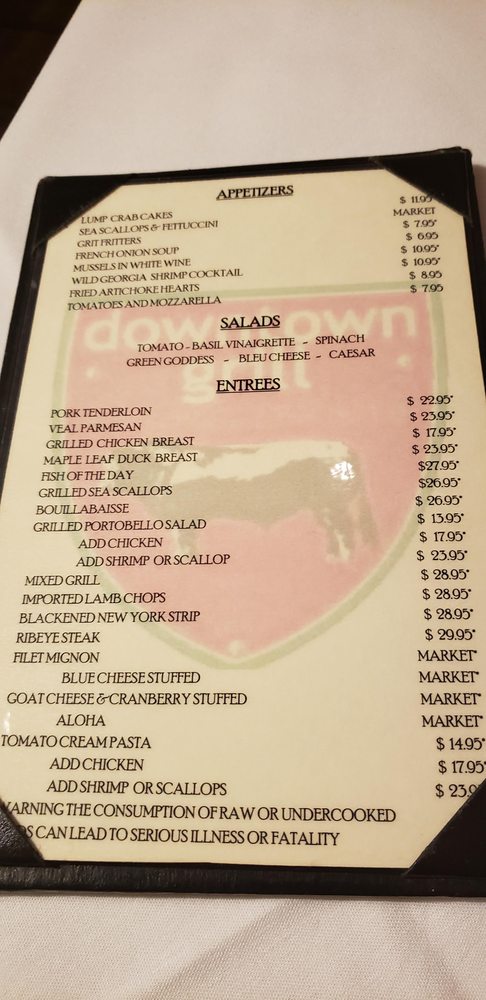 APPETIZERS
LUMP CRAB CAKES $ 11.95*
SEA SCALLOPS & FETTUCCINI MARKET
GRIT FRITTERS $ 7.95*
FRENCH ONION SOUP $ 6.95
MUSSELS IN WHITE WINE $ 10.95*
WILD GEORGIA SHRIMP COCKTAIL $ 10.95*
FRIED ARTICHOKE HEARTS $ 8.95
TOMATOES AND MOZZARELLA $ 7.95
downtown
grill
SALADS
TOMATO - BASIL VINAIGRETTE - SPINACH
GREEN GODDESS - BLEU CHEESE - CAESAR
ENTREES
PORK TENDERLOIN $ 22.95*
VEAL PARMESAN $ 23.95*
GRILLED CHICKEN BREAST $ 17.95*
MAPLE LEAF DUCK BREAST $ 23.95*
FISH OF THE DAY $27.95*
GRILLED SEA SCALLOPS $26.95*
BOUILLABAISSE $ 26.95*
GRILLED PORTOBELLO SALAD $ 13.95*
ADD CHICKEN $ 17.95*
ADD SHRIMP OR SCALLOP $ 23.95*
MIXED GRILL $ 28.95*
IMPORTED LAMB CHOPS $ 28.95*
BLACKENED NEW YORK STRIP $ 28.95*
RIBEYE STEAK $ 29.95*
FILET MIGNON MARKET*
BLUE CHEESE STUFFED MARKET*
GOAT CHEESE & CRANBERRY STUFFED MARKET*
ALOHA MARKET*
TOMATO CREAM PASTA $ 14.95*
ADD CHICKEN $ 17.95*
ADD SHRIMP OR SCALLOPS $ 23.9
WARNING THE CONSUMPTION OF RAW OR UNDERCOOKED
CAN LEAD TO SERIOUS ILLNESS OR FATALITY